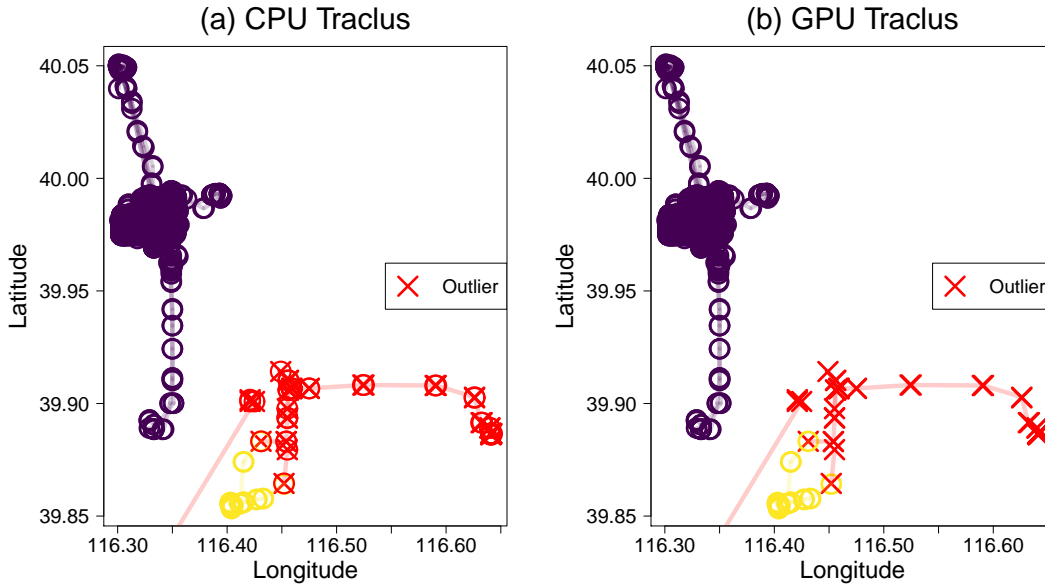 (a) CPU Traclus
(b) GPU Traclus
40.05
40.00
39.95
39.90
39.85
Latitude
Outlier
116.30
116.40
116.50
116.60
Longitude
40.05
40.00
39.95
39.90
39.85
Latitude
Outlier
116.30
116.40
116.50
116.60
Longitude